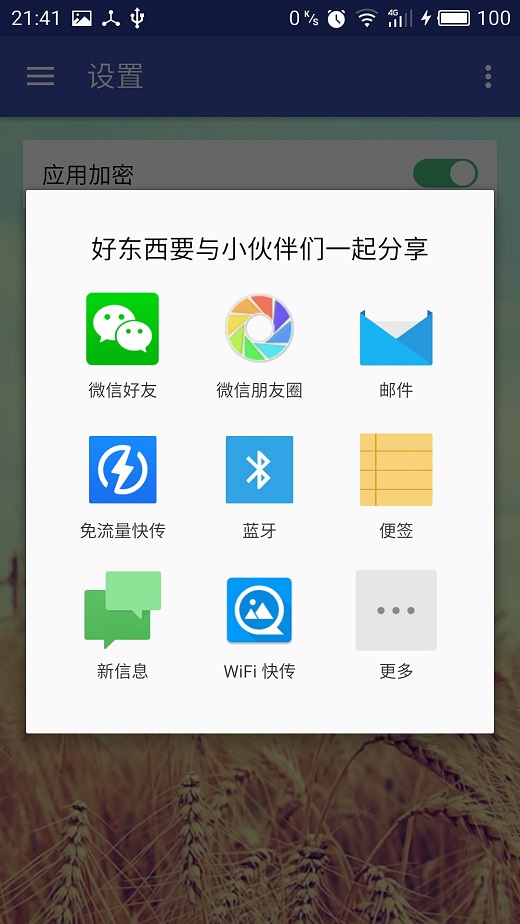 21:41
0 K/s
4G
100
设置
应用加密
好东西要与小伙伴们一起分享
微信好友
微信朋友圈
邮件
免流量快传
蓝牙
便签
新信息
WiFi 快传
更多